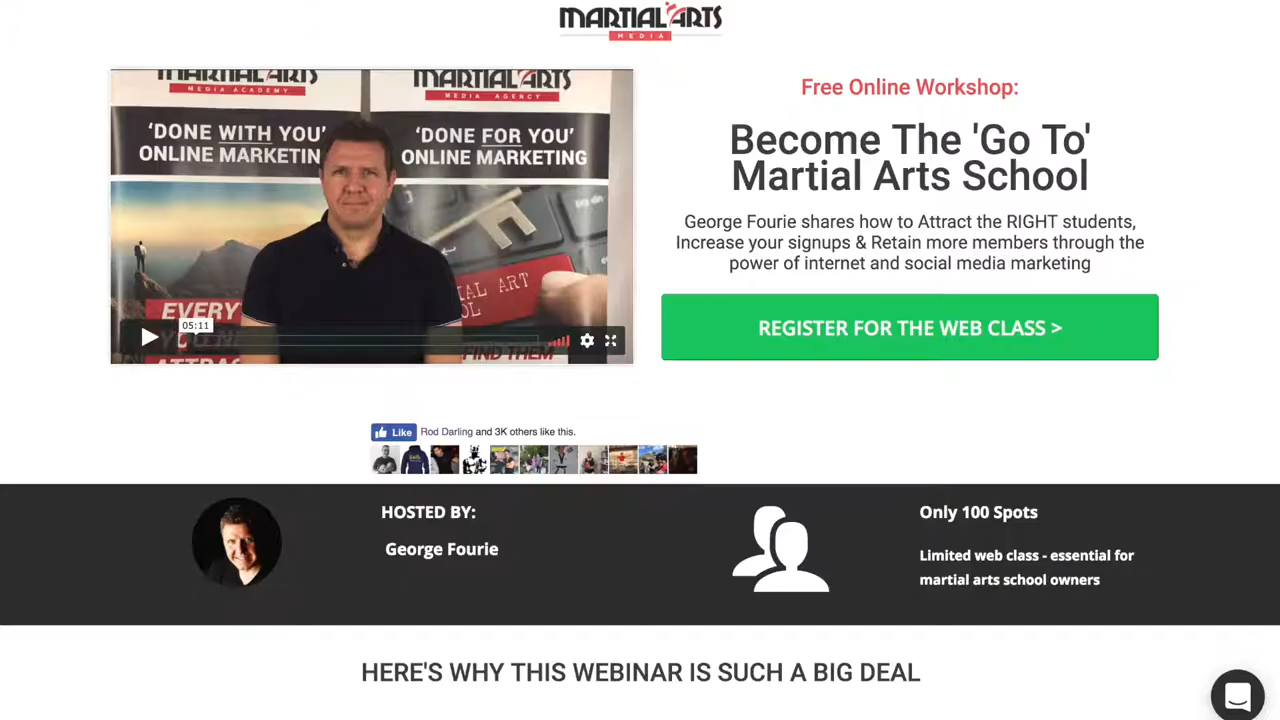 MARTIAL ARTS
MEDIA
MARTIAL ARTS
MEDIA ACADEMY
MARTIAL ARTS
MEDIA AGENCY
'DONE WITH YOU'
ONLINE MARKETIN
'DONE FOR YOU'
ONLINE MARKETING
EVERY
IAL ART
OL
FIND THEM
05:11
Free Online Workshop:
Become The 'Go To'
Martial Arts School
George Fourie shares how to Attract the RIGHT students,
Increase your signups & Retain more members through the
power of internet and social media marketing
REGISTER FOR THE WEB CLASS >
Like
Rod Darling and 3K others like this.
HOSTED BY:
George Fourie
Only 100 Spots
Limited web class - essential for
martial arts school owners
HERE'S WHY THIS WEBINAR IS SUCH A BIG DEAL